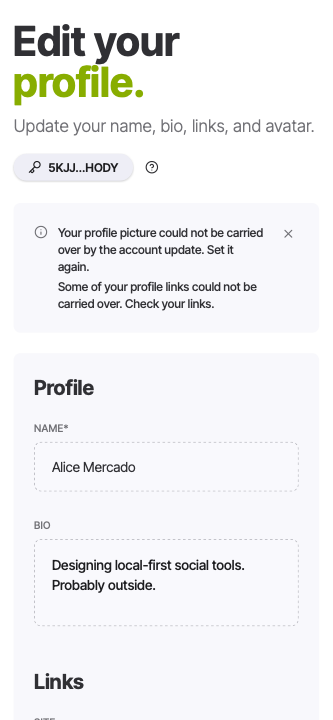 Edit your
profile.
Update your name, bio, links, and avatar.
5KJJ...HODY
Your profile picture could not be carried
over by the account update. Set it
again.
Some of your profile links could not be
carried over. Check your links.
Profile
NAME*
Alice Mercado
BIO
Designing local-first social tools.
Probably outside.
Links